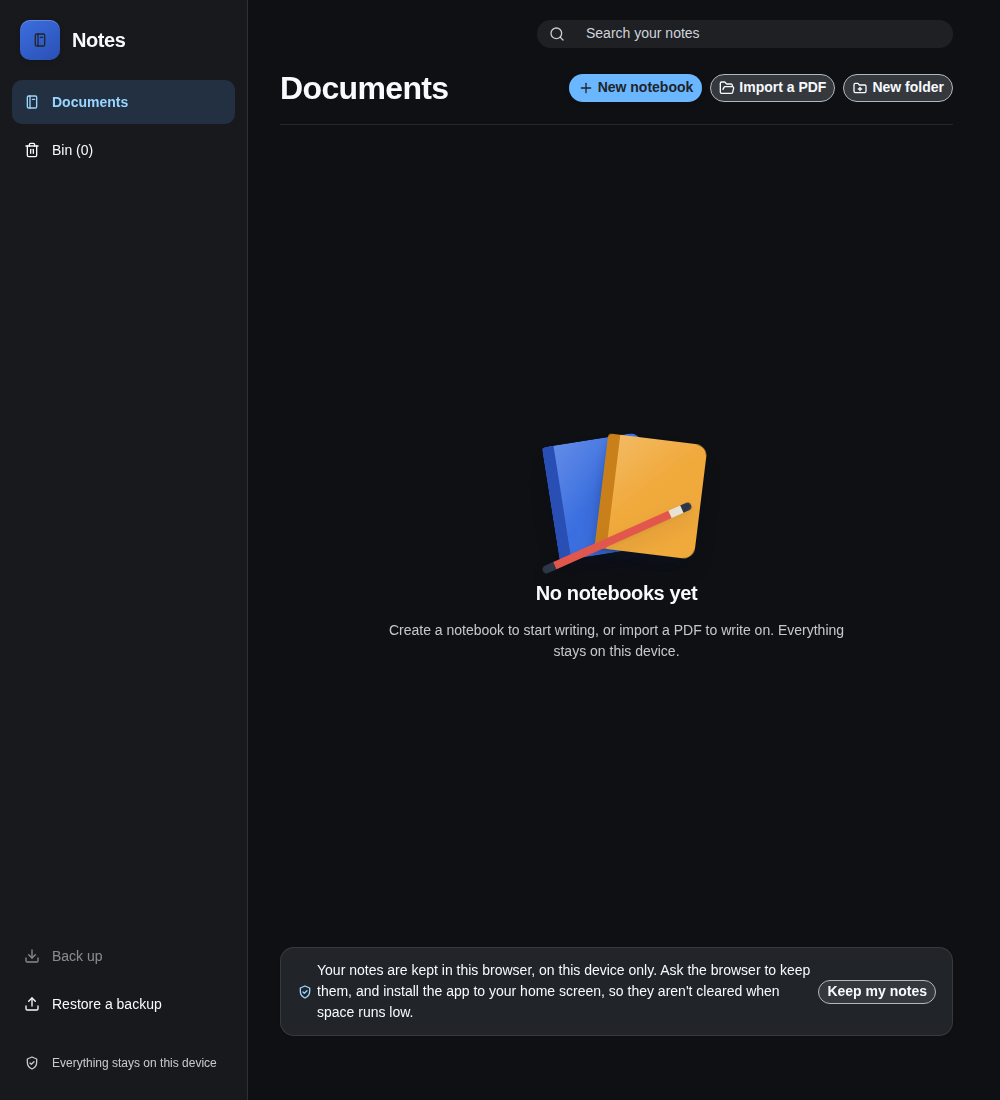 Notes
Documents
Bin (0)
Back up
Restore a backup
Everything stays on this device
Search your notes
Documents
New notebook
Import a PDF
New folder
No notebooks yet
Create a notebook to start writing, or import a PDF to write on. Everything
stays on this device.
Your notes are kept in this browser, on this device only. Ask the browser to keep
them, and install the app to your home screen, so they aren't cleared when
space runs low.
Keep my notes